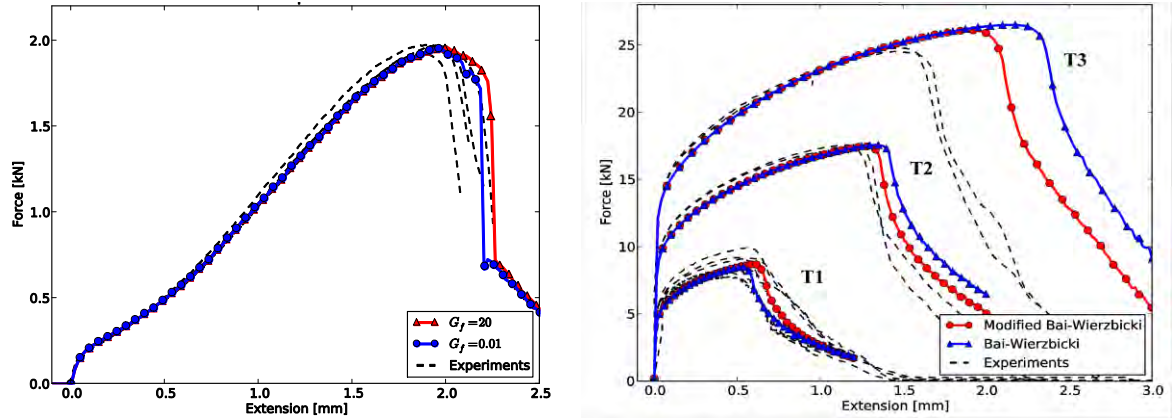 2.0
1.5
1.0
0.5
0.0
Force [kN]
0.0 0.5 1.0 1.5 2.0 2.5
Extension [mm]
G_f=20
G_f=0.01
Experiments
25
20
15
10
5
0
Force [kN]
0.0 0.5 1.0 1.5 2.0 2.5 3.0
Extension [mm]
T3
T2
T1
Modified Bai-Wierzbicki
Bai-Wierzbicki
Experiments